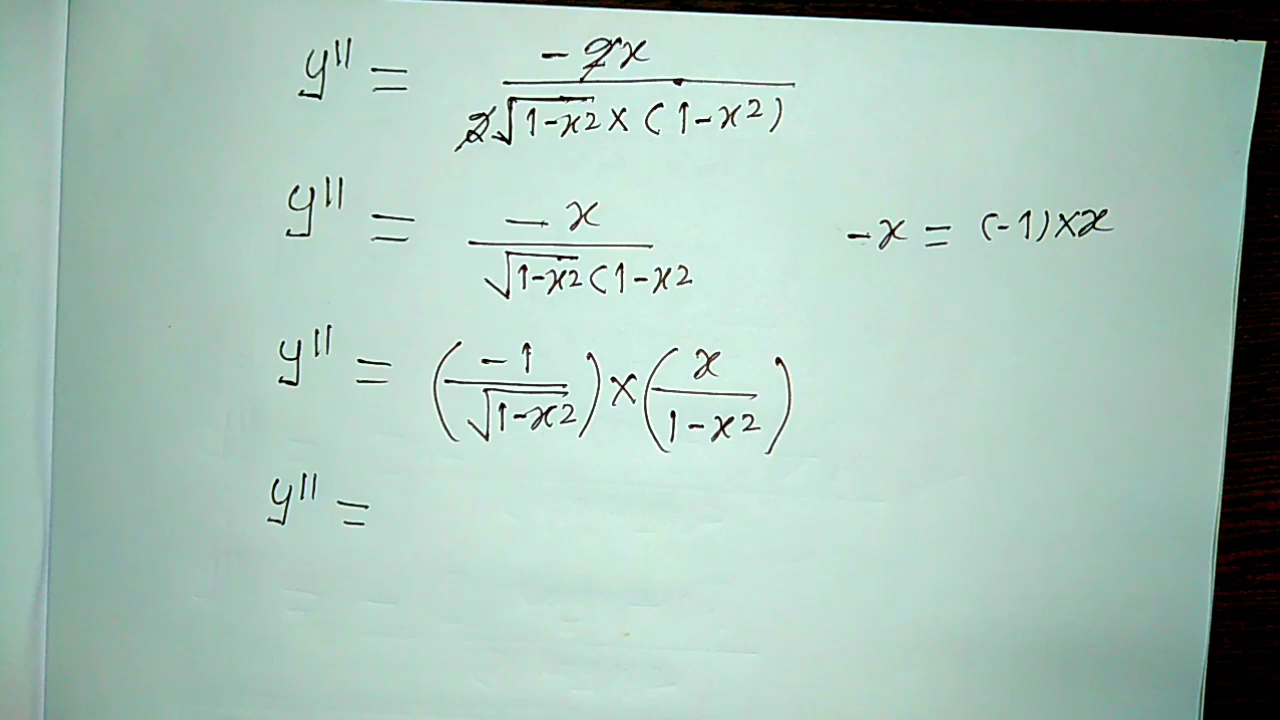 y'' = -2x / 2√(1-x²) × (1-x²)
y'' = -x / √(1-x²) (1-x²    -x = (-1)×x
y'' = (-1 / √(1-x²)) × (x / 1-x²)
y'' =